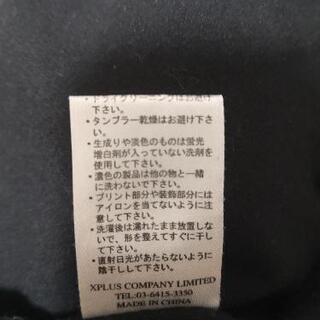 ・ドライクリーニングはお避け
下さい。
・タンブラー乾燥はお避け下さ
い。
・生成りや淡色のものは蛍光
増白剤が入っていない洗剤を
使用して下さい。
・濃色の製品は他の物と一緒
に洗わないで下さい。
・プリント部分や装飾部分には
アイロンを当てないように注
意して下さい。
・洗濯後は濡れたまま放置しな
いで、形を整えてすぐに干し
て下さい。
・直射日光があたらないように
陰干しして下さい。
XPLUS COMPANY LIMITED
TEL:03-6415-3350
MADE IN CHINA